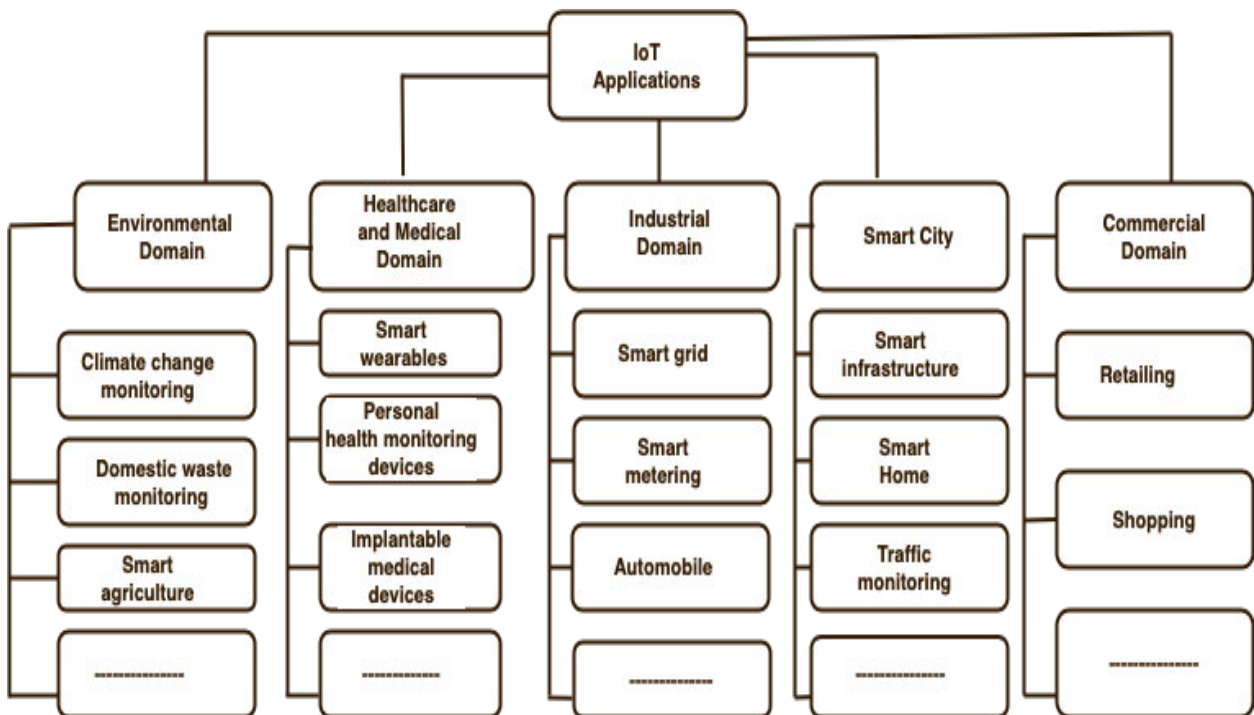 IoT
Applications
Environmental
Domain
Climate change
monitoring
Domestic waste
monitoring
Smart
agriculture
---------------
Healthcare
and Medical
Domain
Smart
wearables
Personal
health monitoring
devices
Implantable
medical
devices
-------------
Industrial
Domain
Smart grid
Smart
metering
Automobile
--------------
Smart City
Smart
infrastructure
Smart
Home
Traffic
monitoring
---------------
Commercial
Domain
Retailing
Shopping
---------------